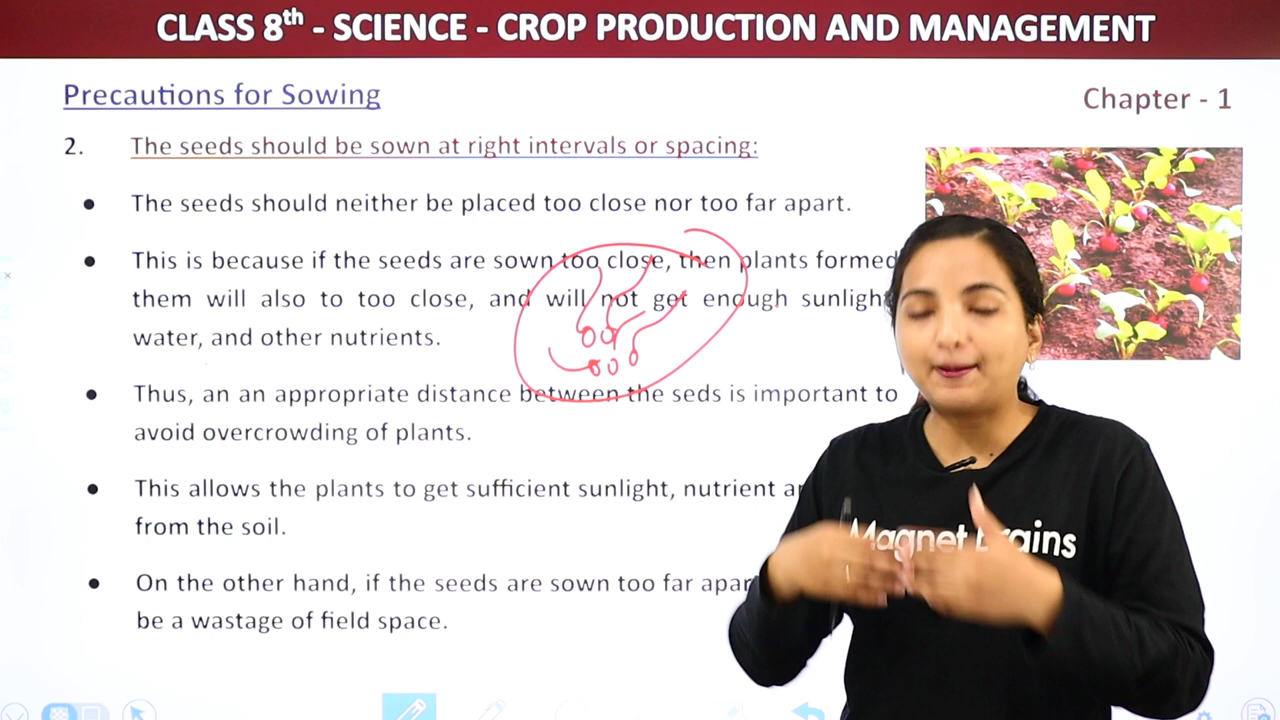 CLASS 8th - SCIENCE - CROP PRODUCTION AND MANAGEMENT
Precautions for Sowing
Chapter - 1
2. The seeds should be sown at right intervals or spacing:
● The seeds should neither be placed too close nor too far apart.
● This is because if the seeds are sown too close, then plants formed
them will also to too close, and will not get enough sunlight
water, and other nutrients.
● Thus, an an appropriate distance between the seds is important to
avoid overcrowding of plants.
● This allows the plants to get sufficient sunlight, nutrient
from the soil.
● On the other hand, if the seeds are sown too far
be a wastage of field space.
Magnet Brains